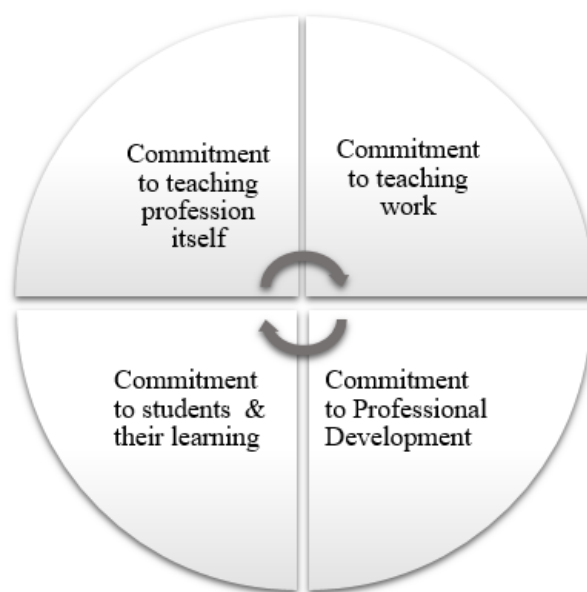 Commitment
to teaching
profession
itself
Commitment
to teaching
work
Commitment
to students & 
their learning
Commitment
to Professional
Development